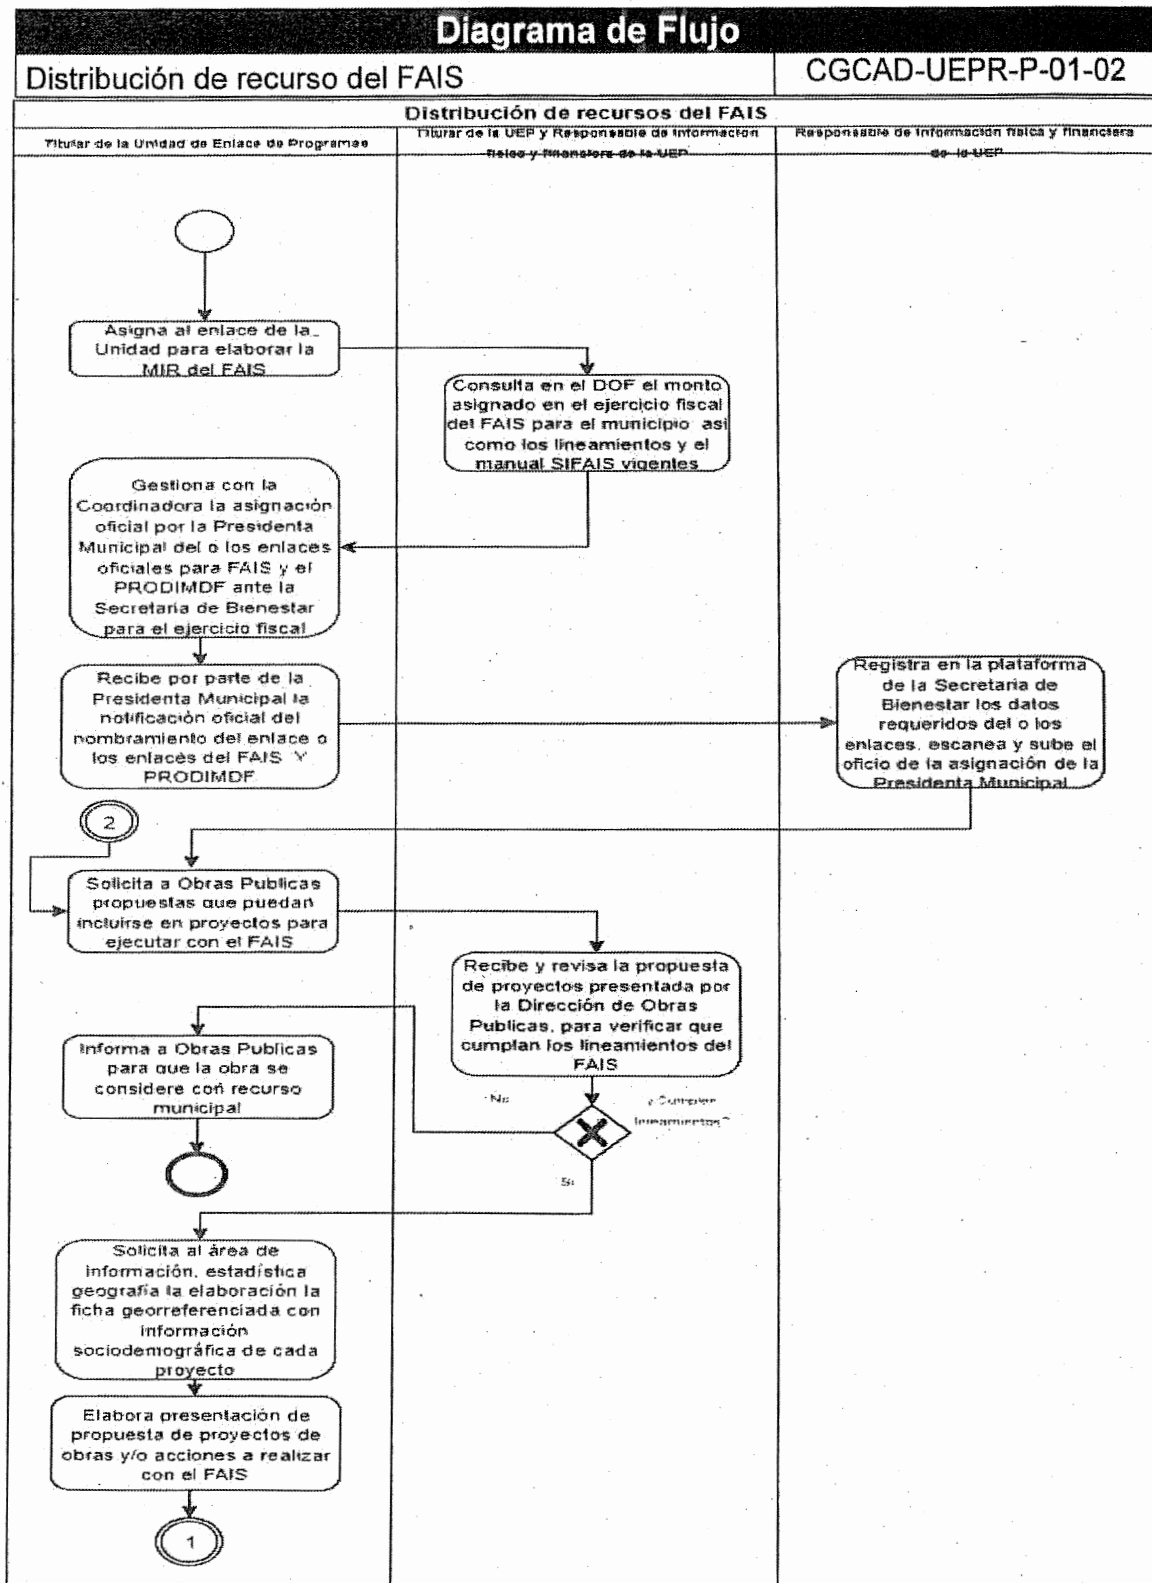 Diagrama de Flujo
Distribución de recurso del FAIS
CGCAD-UEPR-P-01-02
Distribución de recursos del FAIS
Titular de la Unidad de Enlace de Programas
Titular de la UEP y Responsable de Información
física y financiera de la UEP
Responsable de Información física y financiera
de la UEP
Asigna al enlace de la
Unidad para elaborar la
MIR del FAIS
Consulta en el DOF el monto
asignado en el ejercicio fiscal
del FAIS para el municipio asi
como los lineamientos y el
manual SIFAIS vigentes
Gestiona con la
Coordinadora la asignación
oficial por la Presidenta
Municipal del o los enlaces
oficiales para FAIS y el
PRODIMDF ante la
Secretaría de Bienestar
para el ejercicio fiscal
Recibe por parte de la
Presidenta Municipal la
notificación oficial del
nombramiento del enlace o
los enlaces del FAIS Y
PRODIMDF
Registra en la plataforma
de la Secretaría de
Bienestar los datos
requeridos del o los
enlaces, escanea y sube el
oficio de la asignación de la
Presidenta Municipal
2
Solicita a Obras Publicas
propuestas que puedan
incluirse en proyectos para
ejecutar con el FAIS
Recibe y revisa la propuesta
de proyectos presentada por
la Dirección de Obras
Publicas, para verificar que
cumplan los lineamientos del
FAIS
Informa a Obras Publicas
para que la obra se
considere con recurso
municipal
No
¿Cumplen
lineamientos?
Si
Solicita al área de
información, estadística
geografía la elaboración la
ficha georreferenciada con
información
sociodemográfica de cada
proyecto
Elabora presentación de
propuesta de proyectos de
obras y/o acciones a realizar
con el FAIS
1